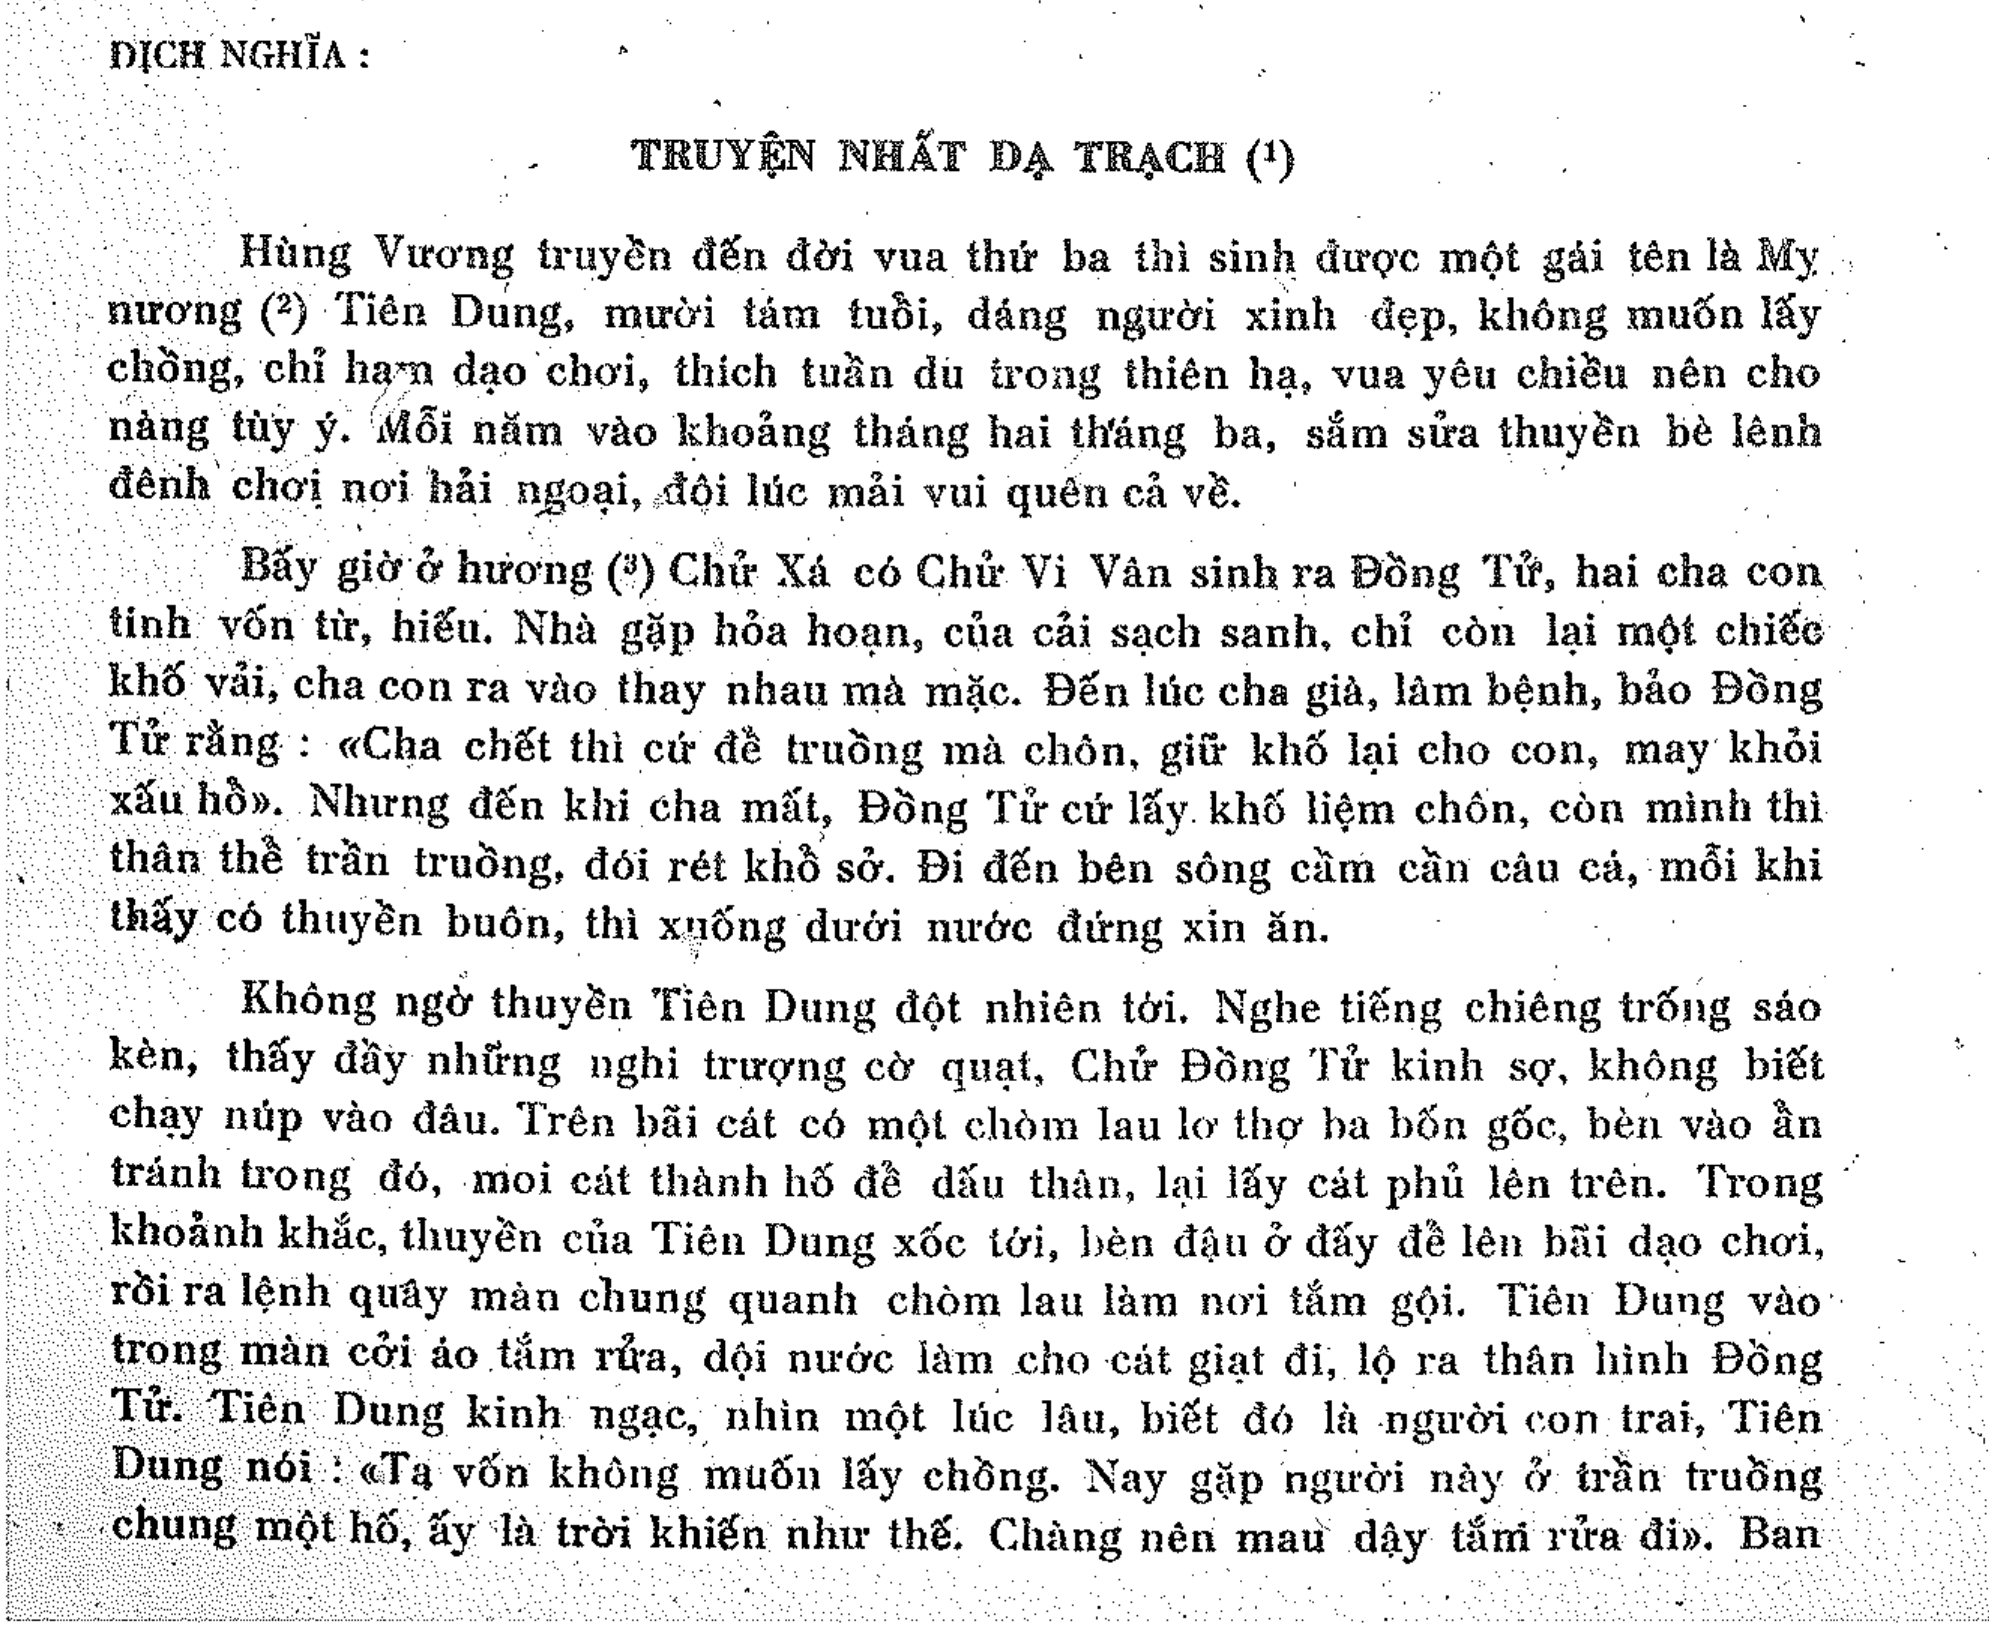 DỊCH NGHĨA :
TRUYỆN NHẤT DẠ TRẠCH (¹)
Hùng Vương truyền đến đời vua thứ ba thì sinh được một gái tên là Mỵ
nương (²) Tiên Dung, mười tám tuổi, dáng người xinh đẹp, không muốn lấy
chồng, chỉ ham dạo chơi, thích tuần du trong thiên hạ, vua yêu chiều nên cho
nàng tùy ý. Mỗi năm vào khoảng tháng hai tháng ba, sắm sửa thuyền bè lênh
đênh chơi nơi hải ngoại, đôi lúc mải vui quên cả về.
Bấy giờ ở hương (³) Chử Xá có Chử Vi Vân sinh ra Đồng Tử, hai cha con
tính vốn từ, hiếu. Nhà gặp hỏa hoạn, của cải sạch sanh, chỉ còn lại một chiếc
khố vải, cha con ra vào thay nhau mà mặc. Đến lúc cha già, lâm bệnh, bảo Đồng
Tử rằng : «Cha chết thì cứ để truồng mà chôn, giữ khố lại cho con, may khỏi
xấu hổ». Nhưng đến khi cha mất, Đồng Tử cứ lấy khố liệm chôn, còn mình thì
thân thể trần truồng, đói rét khổ sở. Đi đến bên sông cầm cần câu cá, mỗi khi
thấy có thuyền buôn, thì xuống dưới nước đứng xin ăn.
Không ngờ thuyền Tiên Dung đột nhiên tới. Nghe tiếng chiêng trống sáo
kèn, thấy đầy những nghi trượng cờ quạt, Chử Đồng Tử kinh sợ, không biết
chạy núp vào đâu. Trên bãi cát có một chòm lau lơ thơ ba bốn gốc, bèn vào ẩn
tránh trong đó, moi cát thành hố để dấu thân, lại lấy cát phủ lên trên. Trong
khoảnh khắc, thuyền của Tiên Dung xốc tới, bèn đậu ở đấy để lên bãi dạo chơi,
rồi ra lệnh quây màn chung quanh chòm lau làm nơi tắm gội. Tiên Dung vào
trong màn cởi áo tắm rửa, dội nước làm cho cát giạt đi, lộ ra thân hình Đồng
Tử. Tiên Dung kinh ngạc, nhìn một lúc lâu, biết đó là người con trai, Tiên
Dung nói : «Ta vốn không muốn lấy chồng. Nay gặp người này ở trần truồng
chung một hố, ấy là trời khiến như thế. Chàng nên mau dậy tắm rửa đi». Ban